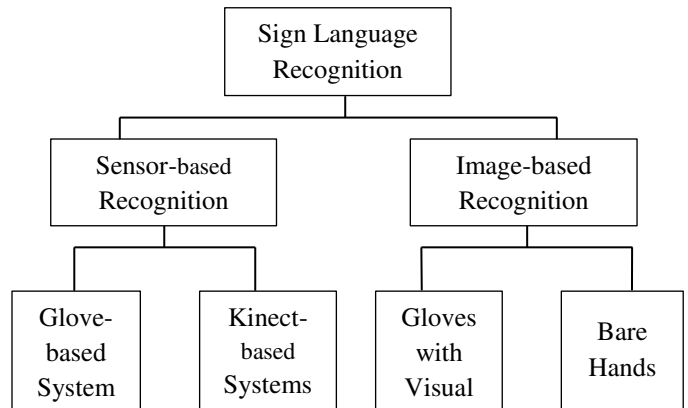 Sign Language
Recognition
Sensor-based
Recognition
Image-based
Recognition
Glove-
based
System
Kinect-
based
Systems
Gloves
with
Visual
Bare
Hands